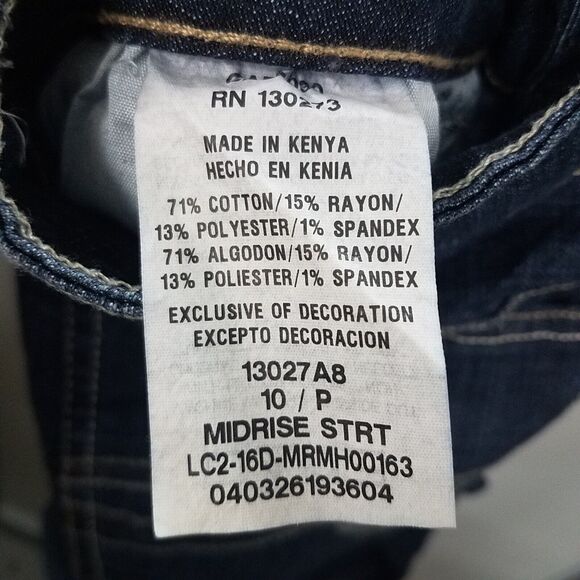 RN 130273
MADE IN KENYA
HECHO EN KENIA
71% COTTON/15% RAYON/
13% POLYESTER/1% SPANDEX
71% ALGODON/15% RAYON/
13% POLIESTER/1% SPANDEX
EXCLUSIVE OF DECORATION
EXCEPTO DECORACION
13027A8
10 / P
MIDRISE STRT
LC2-16D-MRMH00163
040326193604